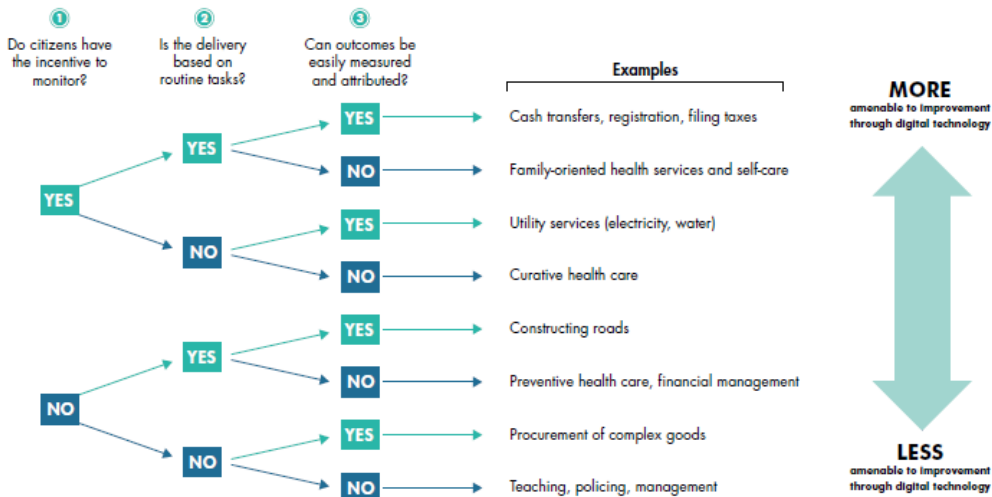 1
Do citizens have
the incentive to
monitor?
2
Is the delivery
based on
routine tasks?
3
Can outcomes be
easily measured
and attributed?
Examples
MORE
amenable to improvement
through digital technology
YES
YES
YES
Cash transfers, registration, filing taxes
NO
Family-oriented health services and self-care
NO
YES
Utility services (electricity, water)
NO
Curative health care
NO
YES
YES
Constructing roads
NO
Preventive health care, financial management
NO
YES
Procurement of complex goods
NO
Teaching, policing, management
LESS
amenable to improvement
through digital technology